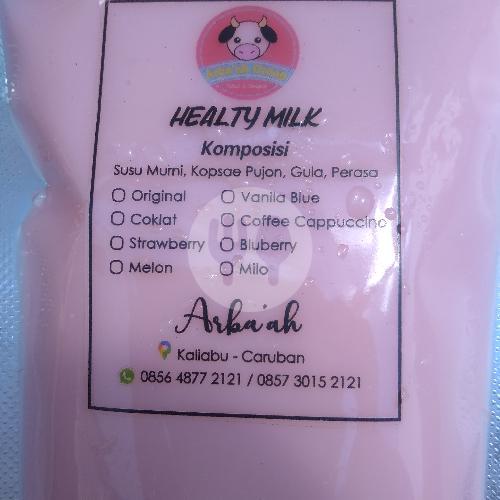 HEALTY MILK
Komposisi
Susu Murni, Kopsae Pujon, Gula, Perasa
Original
Vanila Blue
Coklat
Coffee Cappuccino
Strawberry
Bluberry
Melon
Milo
Arba'ah
Kaliabu - Caruban
0856 4877 2121 / 0857 3015 2121